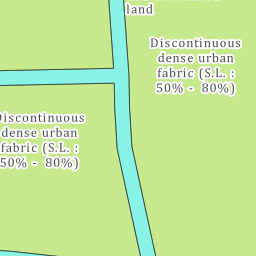 land
Discontinuous
dense urban
fabric (S.L. :
50% -  80%)
Discontinuous
dense urban
fabric (S.L. :
50% -  80%)